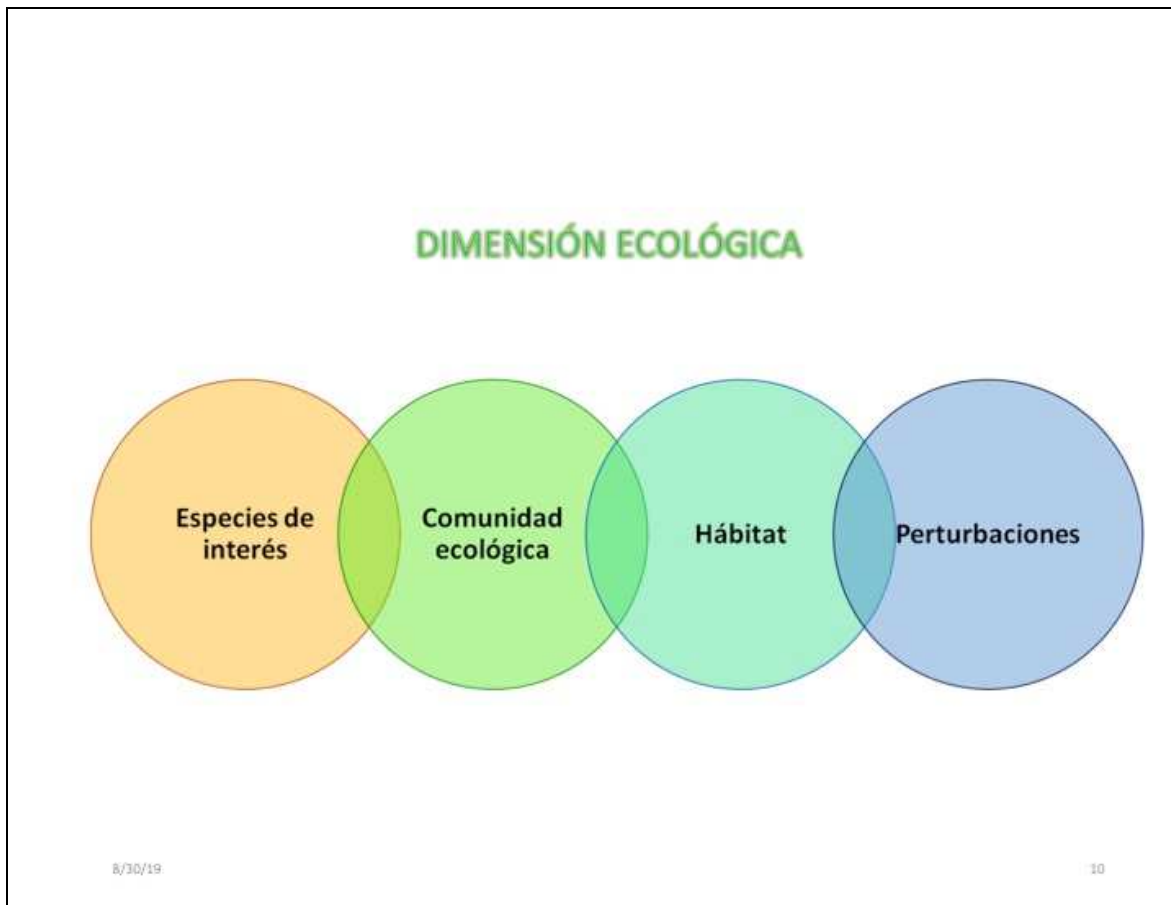 DIMENSIÓN ECOLÓGICA
Especies de
interés
Comunidad
ecológica
Hábitat
Perturbaciones
8/30/19
10